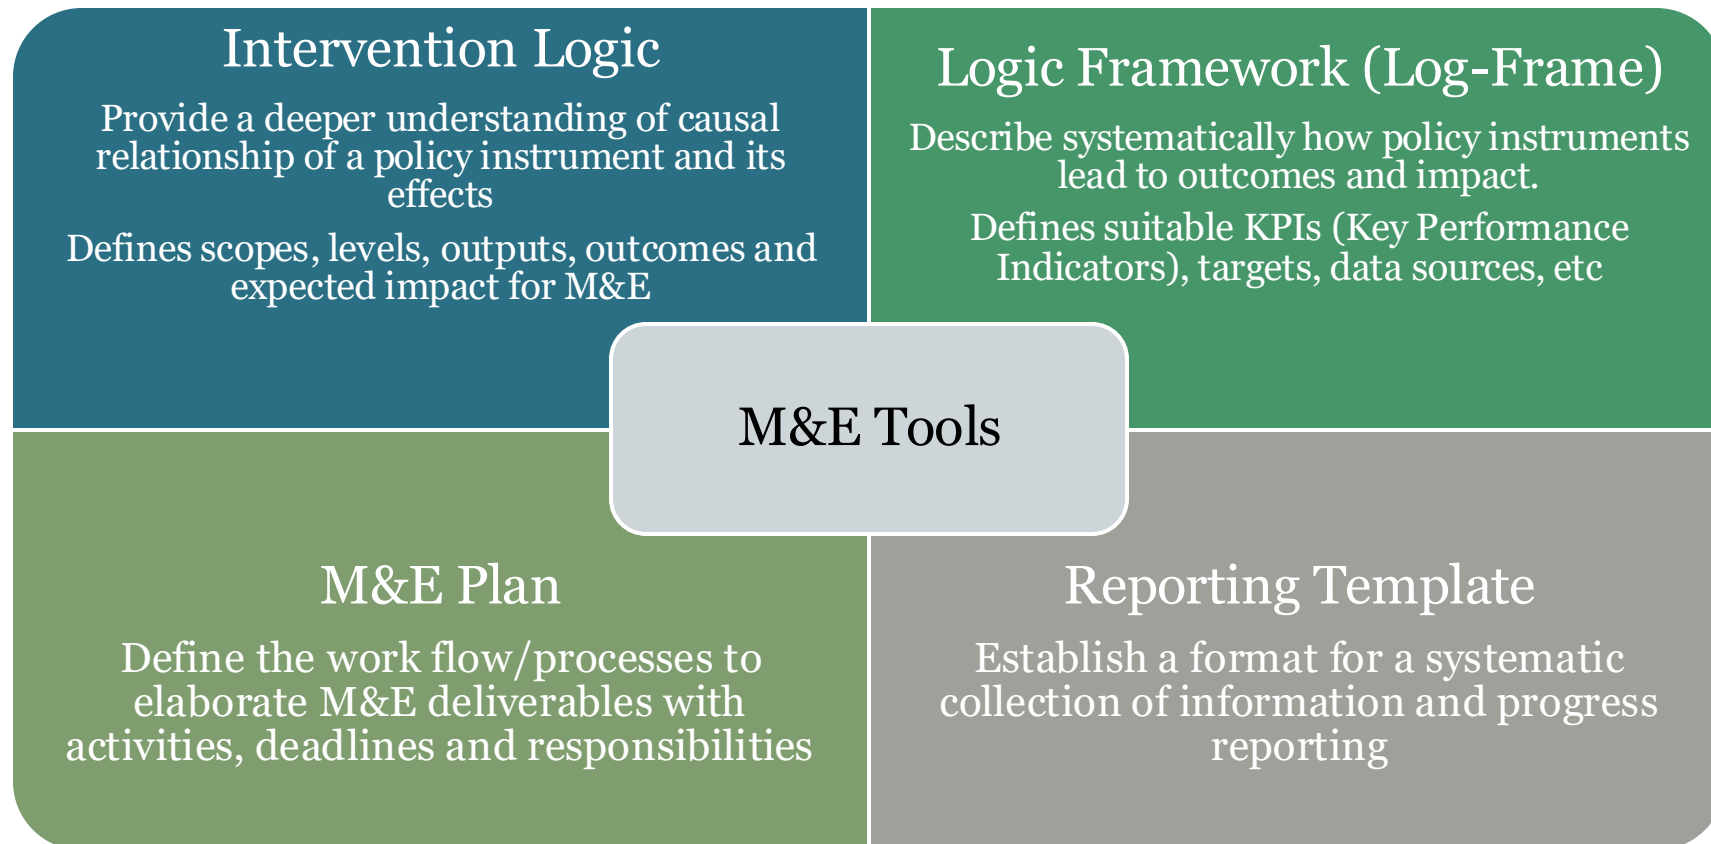 Intervention Logic
Provide a deeper understanding of causal
relationship of a policy instrument and its
effects
Defines scopes, levels, outputs, outcomes and
expected impact for M&E
Logic Framework (Log-Frame)
Describe systematically how policy instruments
lead to outcomes and impact.
Defines suitable KPIs (Key Performance
Indicators), targets, data sources, etc
M&E Tools
M&E Plan
Define the work flow/processes to
elaborate M&E deliverables with
activities, deadlines and responsibilities
Reporting Template
Establish a format for a systematic
collection of information and progress
reporting